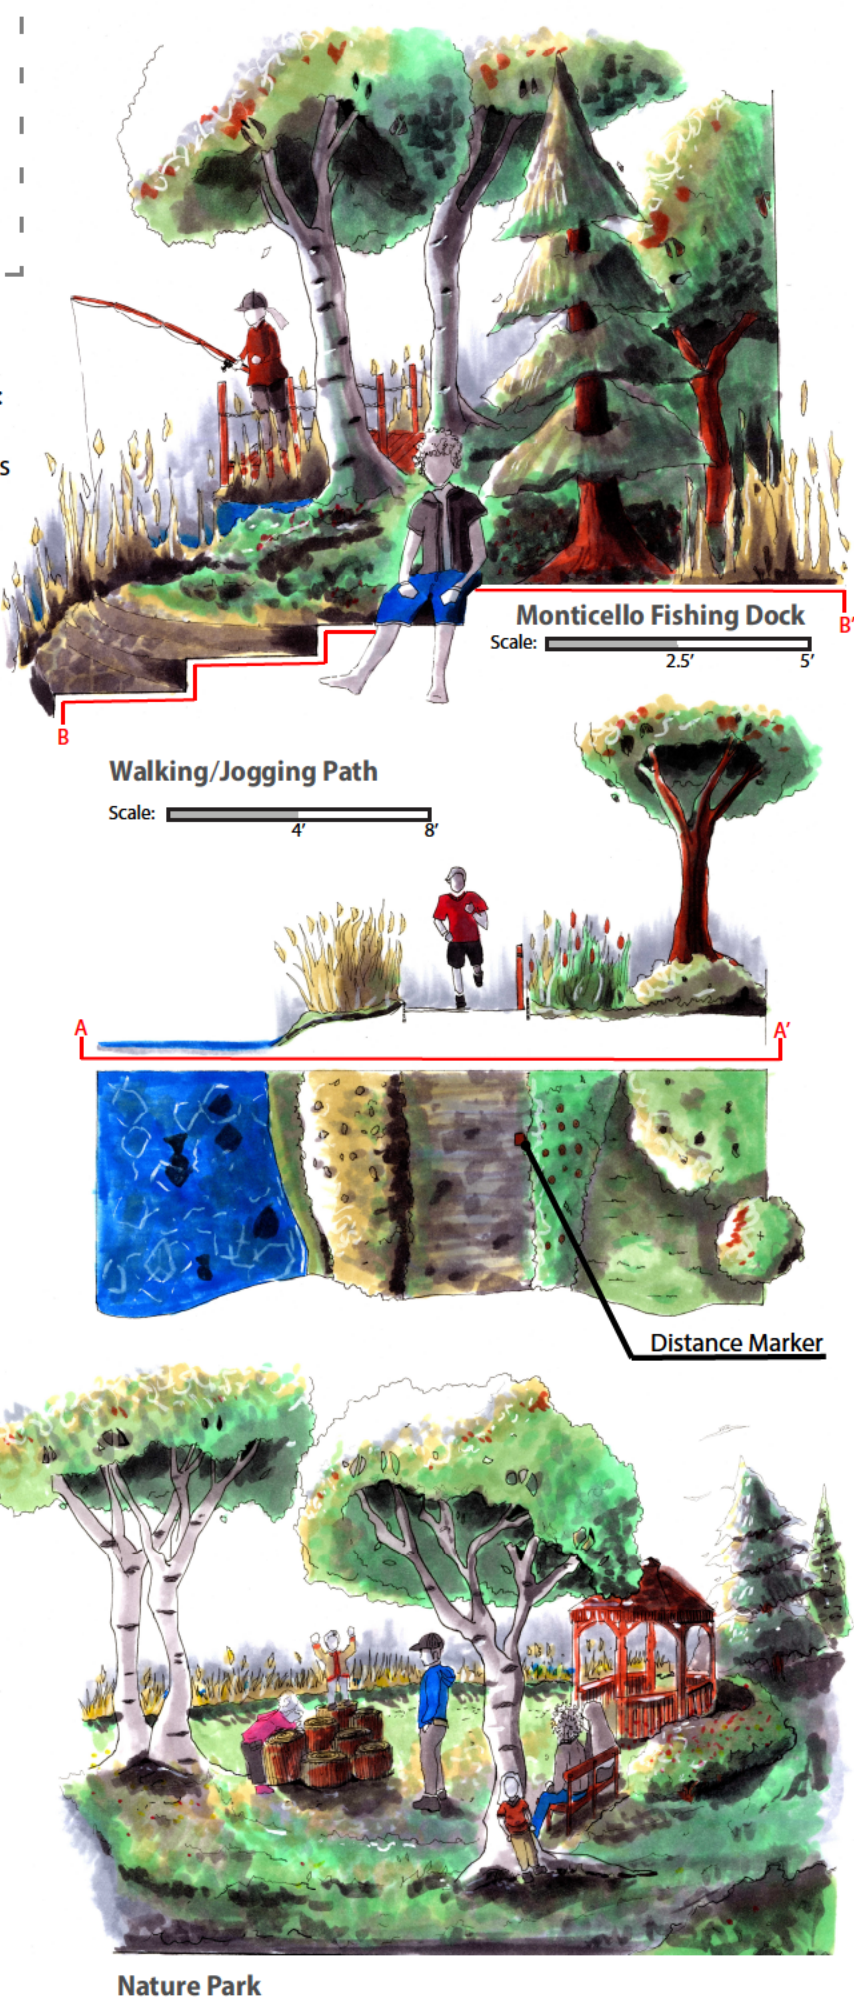 :
s
Monticello Fishing Dock
B'
Scale:
2.5' 5'
B
Walking/Jogging Path
Scale:
4' 8'
A A'
Distance Marker
Nature Park